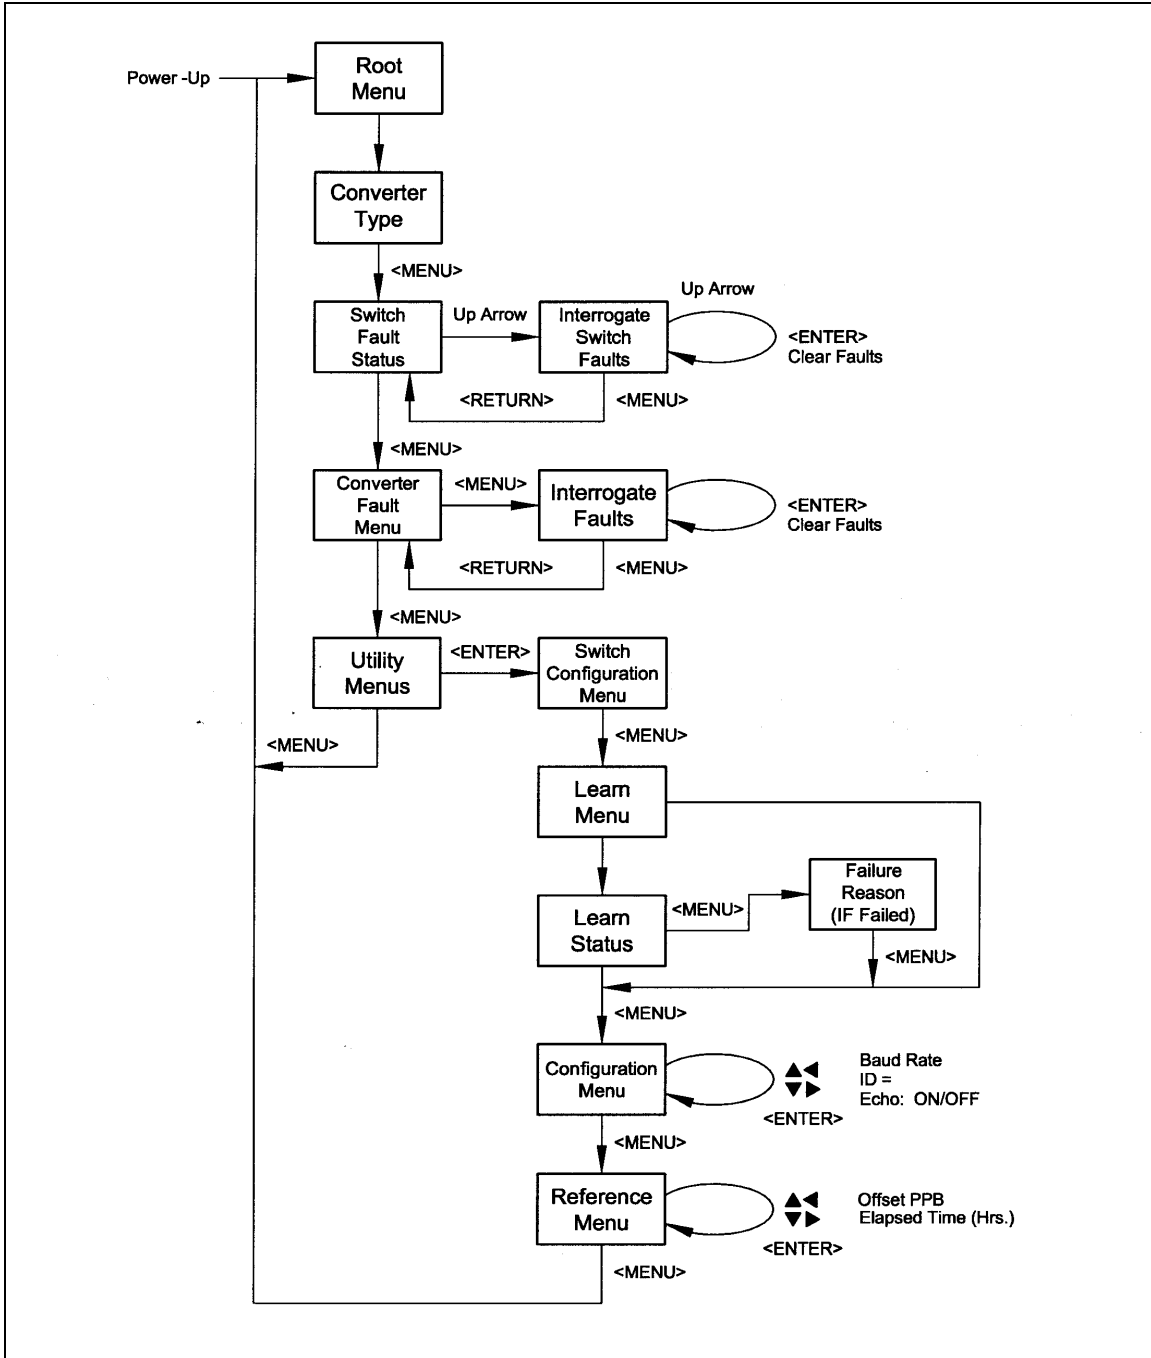 Root
Menu
Power -Up
Converter
Type
<MENU>
Up Arrow
Switch
Fault
Status
Up Arrow
Interrogate
Switch
Faults
<ENTER>
Clear Faults
<RETURN>
<MENU>
<MENU>
Converter
Fault
Menu
<MENU>
Interrogate
Faults
<ENTER>
Clear Faults
<RETURN>
<MENU>
<MENU>
Utility
Menus
<ENTER>
Switch
Configuration
Menu
<MENU>
<MENU>
Learn
Menu
Learn
Status
<MENU>
Failure
Reason
(IF Failed)
<MENU>
<MENU>
Configuration
Menu
Baud Rate
ID =
Echo: ON/OFF
<ENTER>
<MENU>
Reference
Menu
Offset PPB
Elapsed Time (Hrs.)
<ENTER>
<MENU>